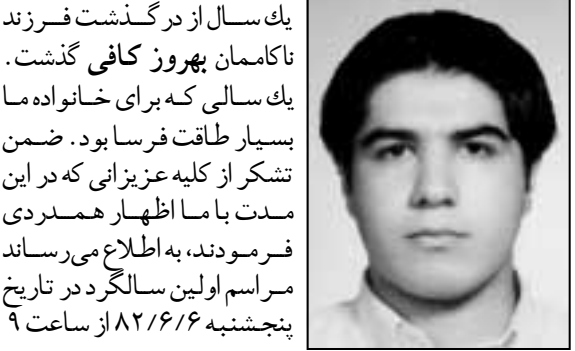 يك سال از درگذشت فرزند
ناكاممان بهروز كافی گذشت.
يك سالی كه برای خانواده ما
بسيار طاقت فرسا بود. ضمن
تشكر از كليه عزيزانی كه در اين
مدت با ما اظهار همدردی
فرمودند، به اطلاع می‌رساند
مراسم اولين سالگرد در تاريخ
پنجشنبه ۸۲/۶/۶ از ساعت ۹